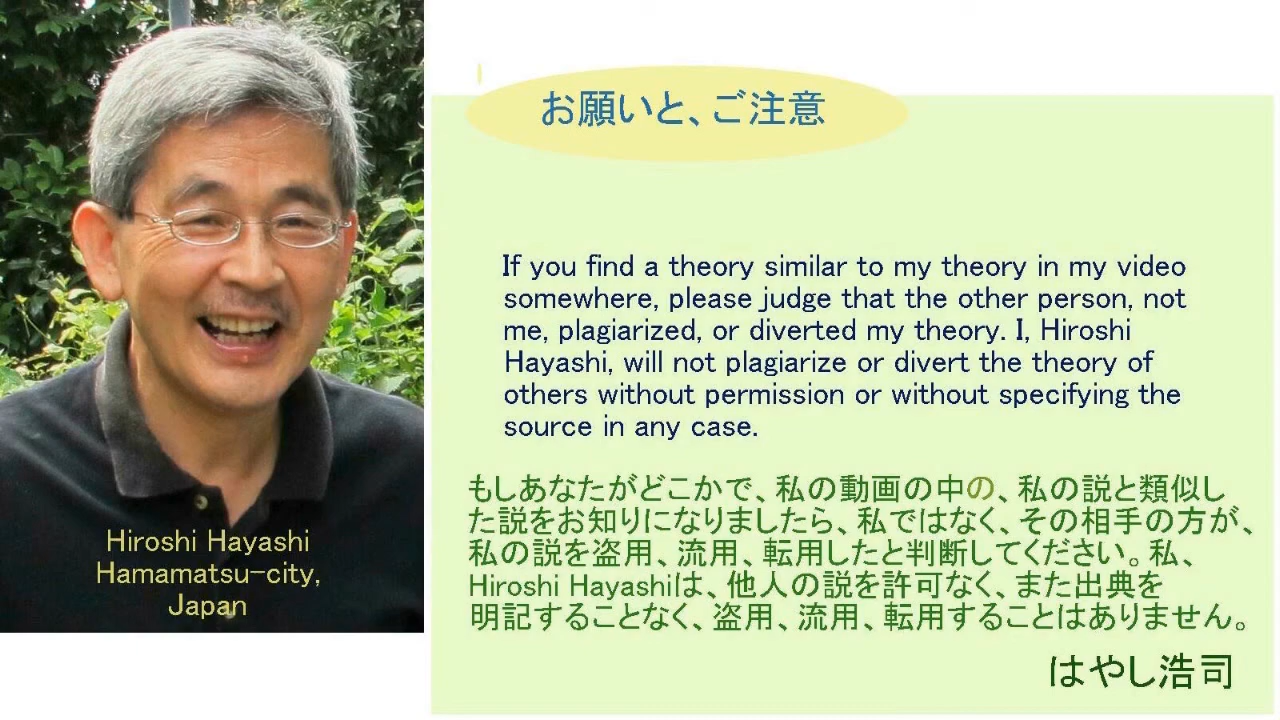 お願いと、ご注意
If you find a theory similar to my theory in my video
somewhere, please judge that the other person, not
me, plagiarized, or diverted my theory. I, Hiroshi
Hayashi, will not plagiarize or divert the theory of
others without permission or without specifying the
source in any case.
もしあなたがどこかで、私の動画の中の、私の説と類似し
た説をお知りになりましたら、私ではなく、その相手の方が、
私の説を盗用、流用、転用したと判断してください。私、
Hiroshi Hayashiは、他人の説を許可なく、また出典を
明記することなく、盗用、流用、転用することはありません。
はやし浩司
Hiroshi Hayashi
Hamamatsu-city,
Japan